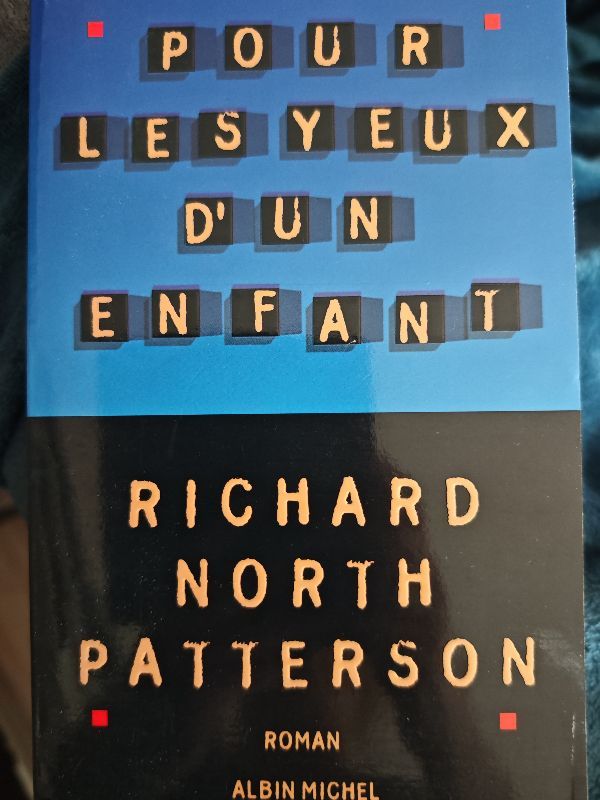 POUR
LES YEUX
D'UN
ENFANT
RICHARD
NORTH
PATTERSON
ROMAN
ALBIN MICHEL